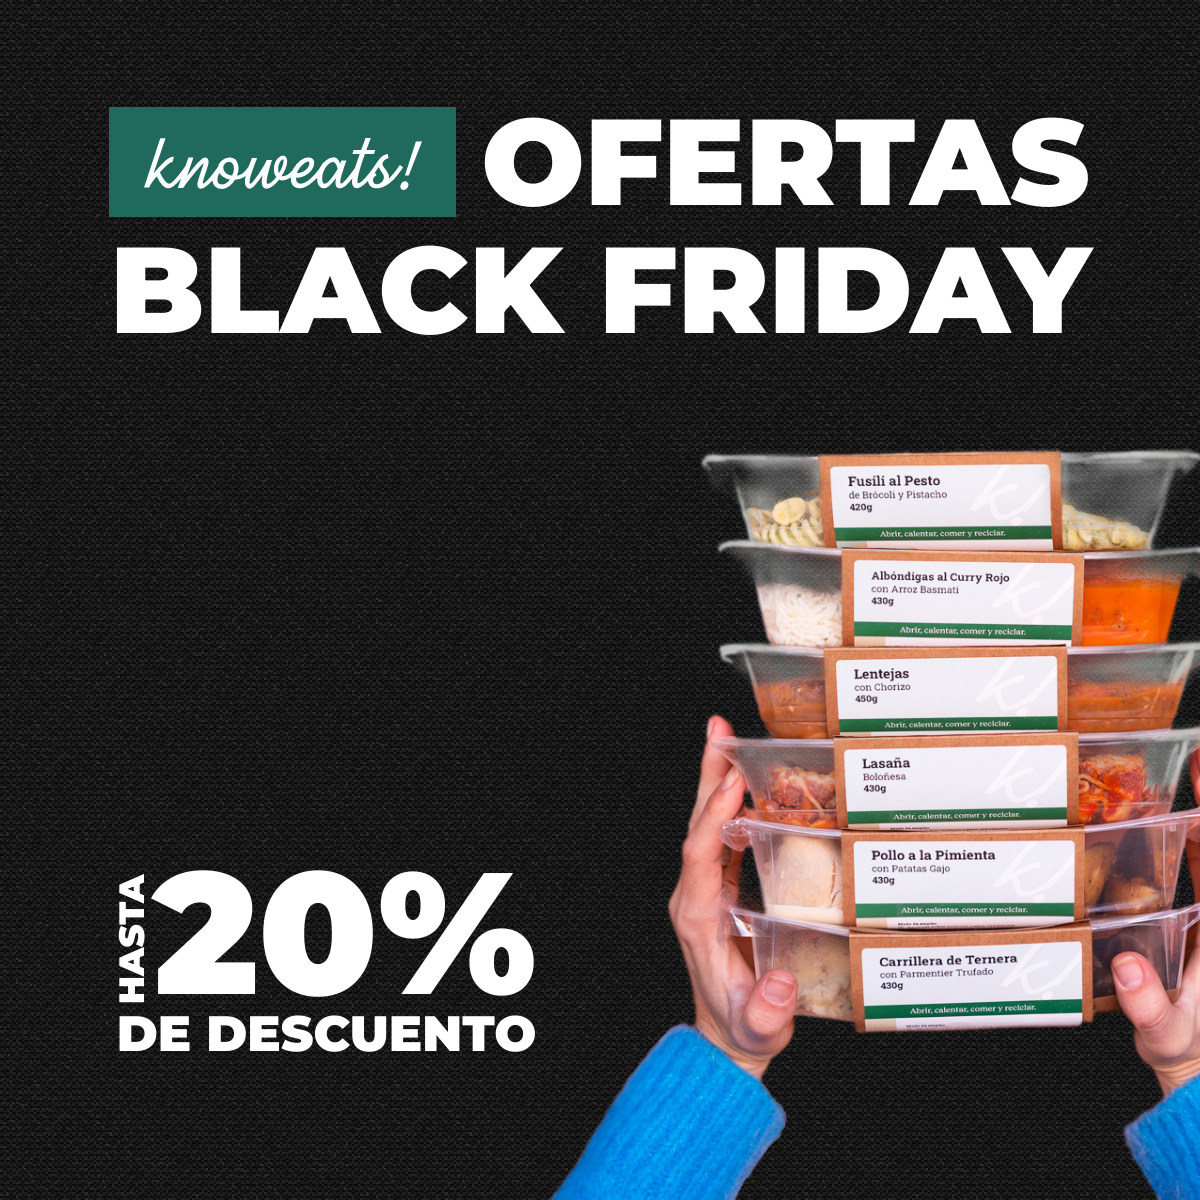 knoweats! OFERTAS
BLACK FRIDAY
Fusili al Pesto
de Brócoli y Pistacho
420g
k!
Abrir, calentar, comer y reciclar.
Albóndigas al Curry Rojo
con Arroz Basmati
430g
k!
Abrir, calentar, comer y reciclar.
Lentejas
con Chorizo
450g
k!
Abrir, calentar, comer y reciclar.
Lasaña
Boloñesa
430g
k!
Abrir, calentar, comer y reciclar.
Pollo a la Pimienta
con Patatas Gajo
430g
k!
Abrir, calentar, comer y reciclar.
Carrillera de Ternera
con Parmentier Trufado
430g
k!
Abrir, calentar, comer y reciclar.
HASTA
20%
DE DESCUENTO